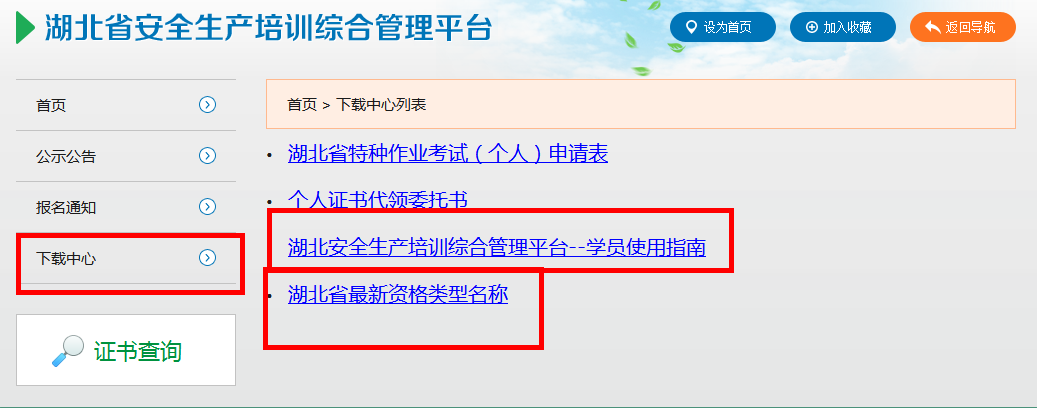 湖北省安全生产培训综合管理平台
设为首页
加入收藏
返回导航
首页
公示公告
报名通知
下载中心
证书查询
首页 > 下载中心列表
湖北省特种作业考试（个人）申请表
个人证书代领委托书
湖北安全生产培训综合管理平台--学员使用指南
湖北省最新资格类型名称